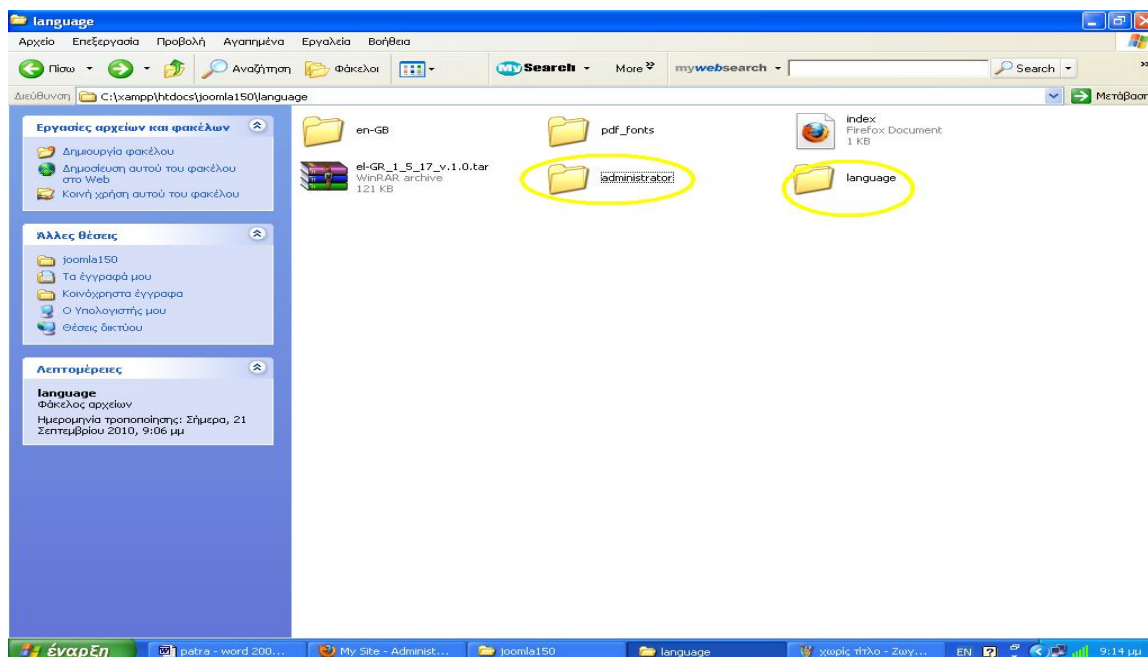 language
Αρχείο Επεξεργασία Προβολή Αγαπημένα Εργαλεία Βοήθεια
Πίσω Αναζήτηση Φάκελοι My Search More mywebsearch Search
Διεύθυνση C:\xampp\htdocs\joomla150\language Μετάβαση
Εργασίες αρχείων και φακέλων
Δημιουργία φακέλου
Δημοσίευση αυτού του φακέλου
στο Web
Κοινή χρήση αυτού του φακέλου
Άλλες θέσεις
joomla150
Τα έγγραφά μου
Κοινόχρηστα έγγραφα
Ο Υπολογιστής μου
Θέσεις δικτύου
Λεπτομέρειες
language
Φάκελος αρχείων
Ημερομηνία τροποποίησης: Σήμερα, 21
Σεπτεμβρίου 2010, 9:06 μμ
en-GB
pdf_fonts
index
Firefox Document
1 KB
el-GR_1_5_17_v.1.0.tar
WinRAR archive
121 KB
administrator
language
έναρξη patra - word 200... My Site - Administ... joomla150 language χωρίς τίτλο - Ζωγ... EN 9:14 μμ